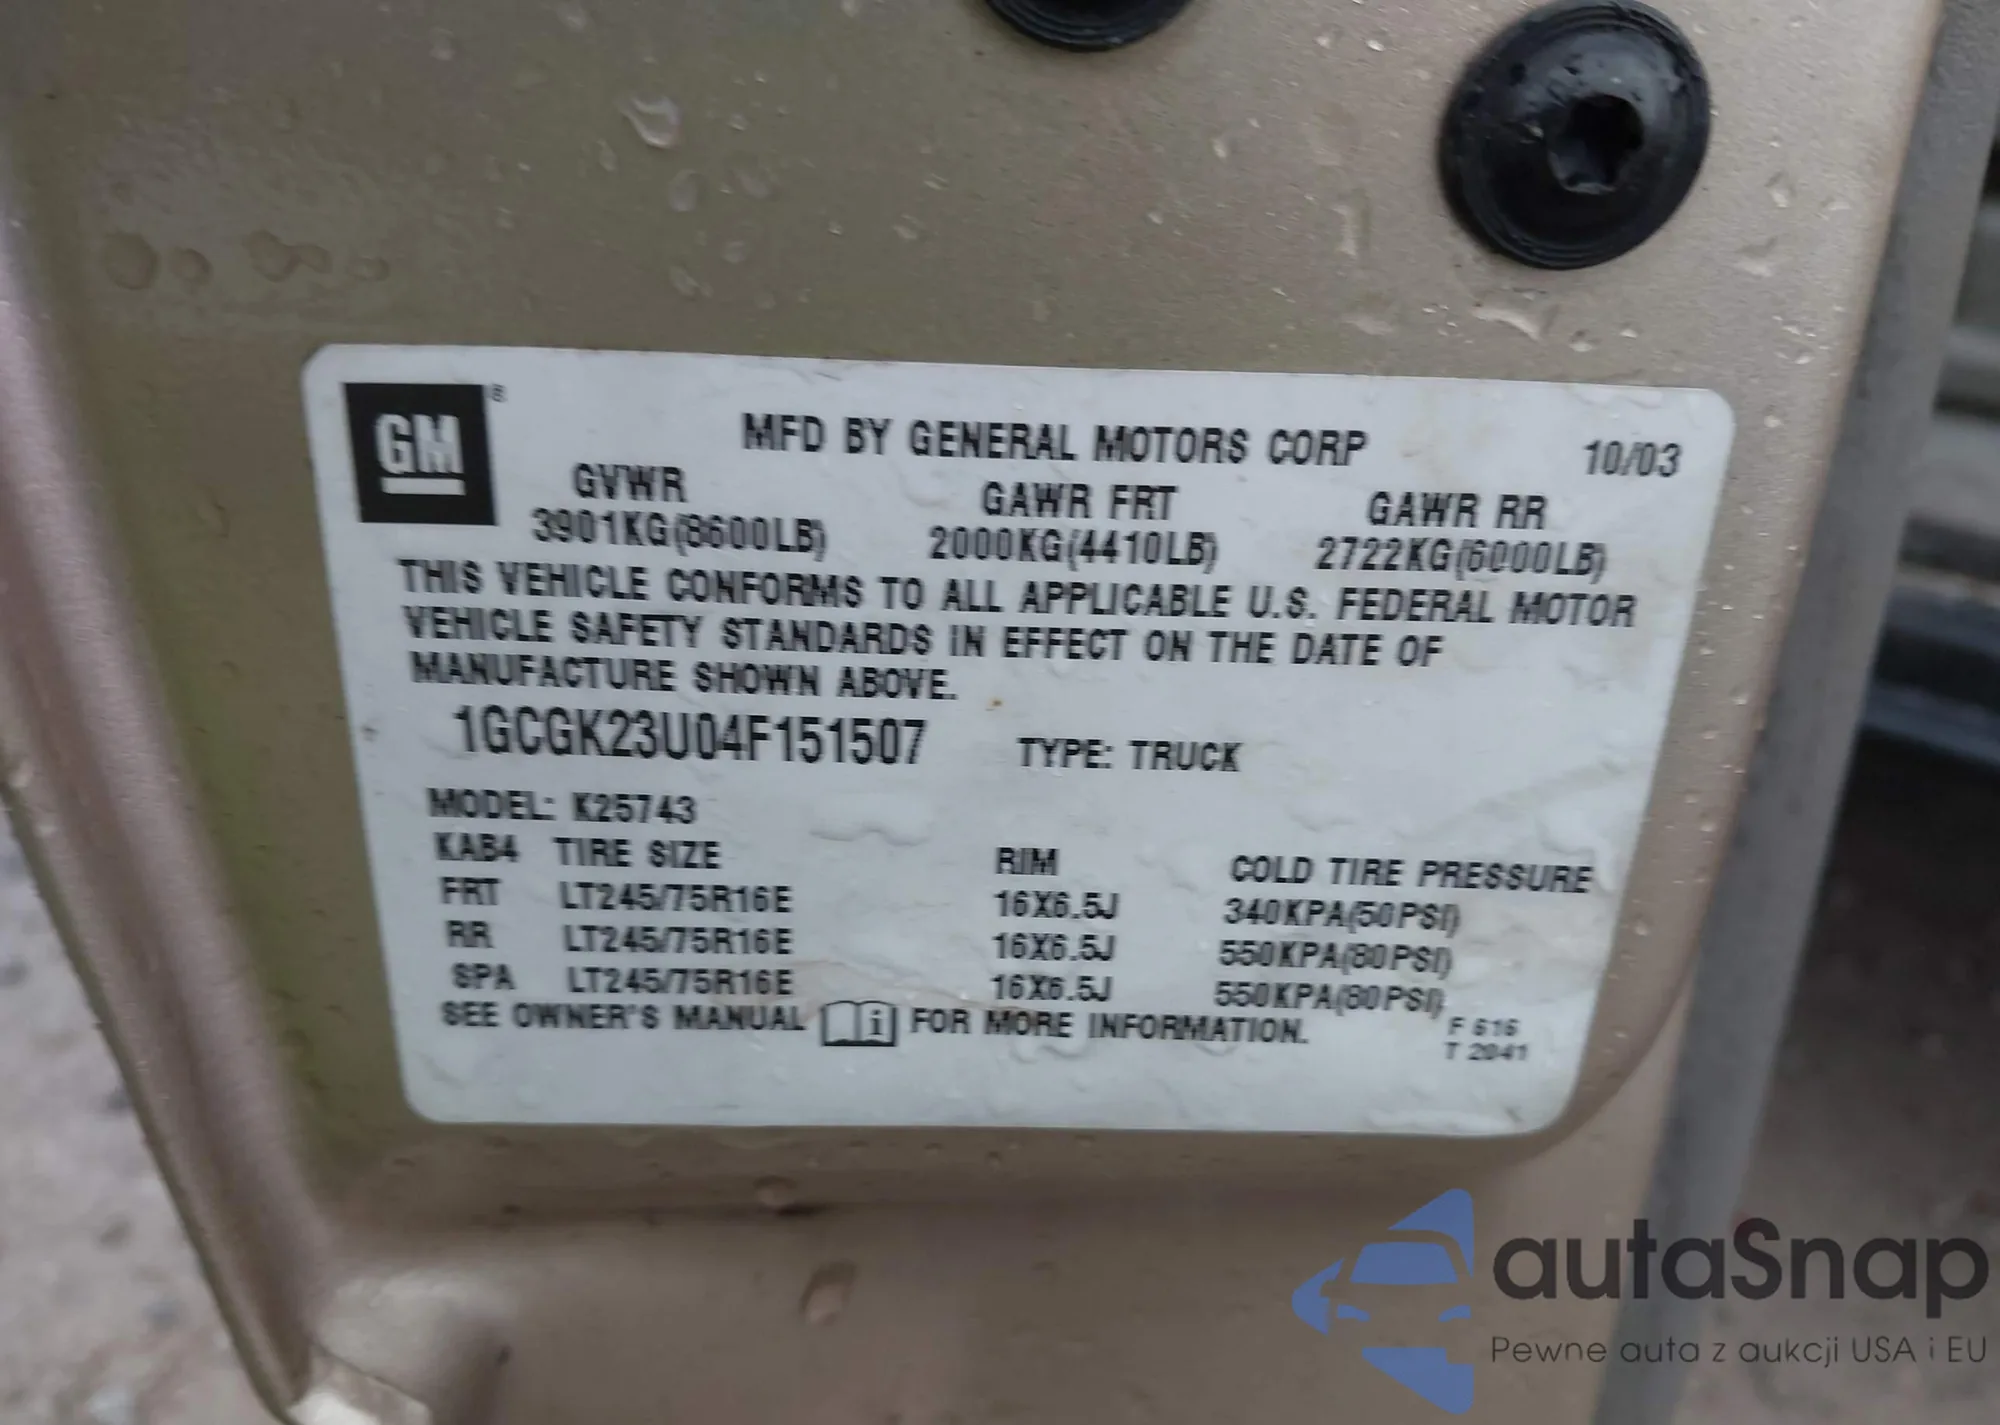 GM®
MFD BY GENERAL MOTORS CORP 10/03
GVWR GAWR FRT GAWR RR
3901KG(8600LB) 2000KG(4410LB) 2722KG(6000LB)
THIS VEHICLE CONFORMS TO ALL APPLICABLE U.S. FEDERAL MOTOR
VEHICLE SAFETY STANDARDS IN EFFECT ON THE DATE OF
MANUFACTURE SHOWN ABOVE.
1GCGK23U04F151507 TYPE: TRUCK
MODEL: K25743
KAB4 TIRE SIZE RIM COLD TIRE PRESSURE
FRT LT245/75R16E 16X6.5J 340KPA(50PSI)
RR LT245/75R16E 16X6.5J 550KPA(80PSI)
SPA LT245/75R16E 16X6.5J 550KPA(80PSI)
SEE OWNER'S MANUAL i FOR MORE INFORMATION.
F 616
T 2041
autaSnap
Pewne auta z aukcji USA i EU